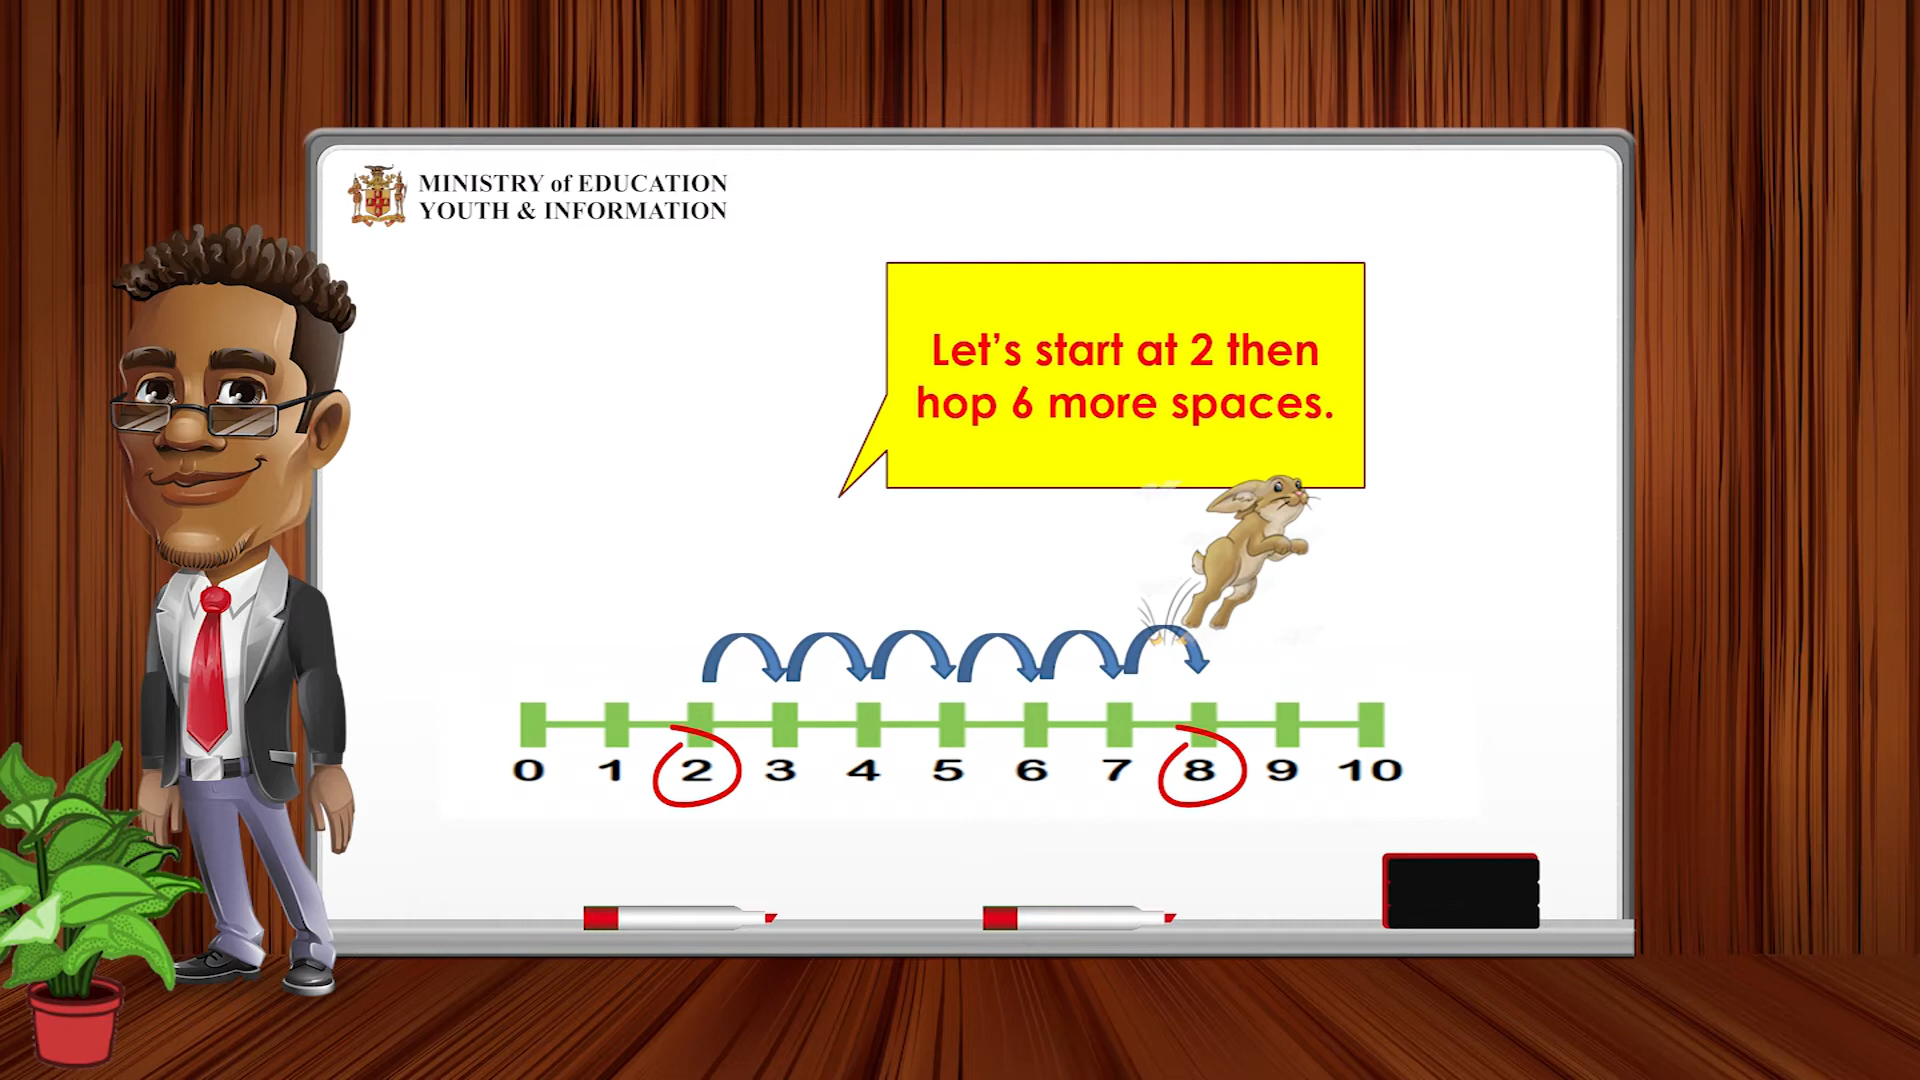 MINISTRY of EDUCATION
YOUTH & INFORMATION
Let’s start at 2 then
hop 6 more spaces.
0 1 2 3 4 5 6 7 8 9 10